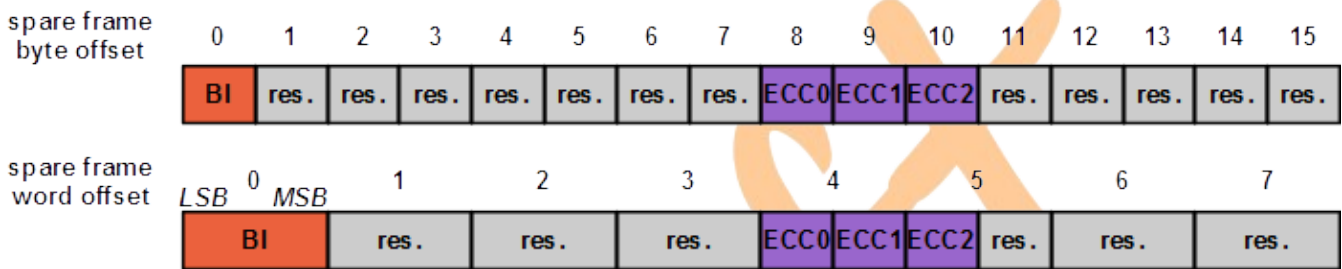 spare frame
byte offset
0 1 2 3 4 5 6 7 8 9 10 11 12 13 14 15
BI res. res. res. res. res. res. res. ECC0 ECC1 ECC2 res. res. res. res. res.
spare frame
word offset
LSB 0 MSB 1 2 3 4 5 6 7
BI res. res. res. ECC0 ECC1 ECC2 res. res. res.